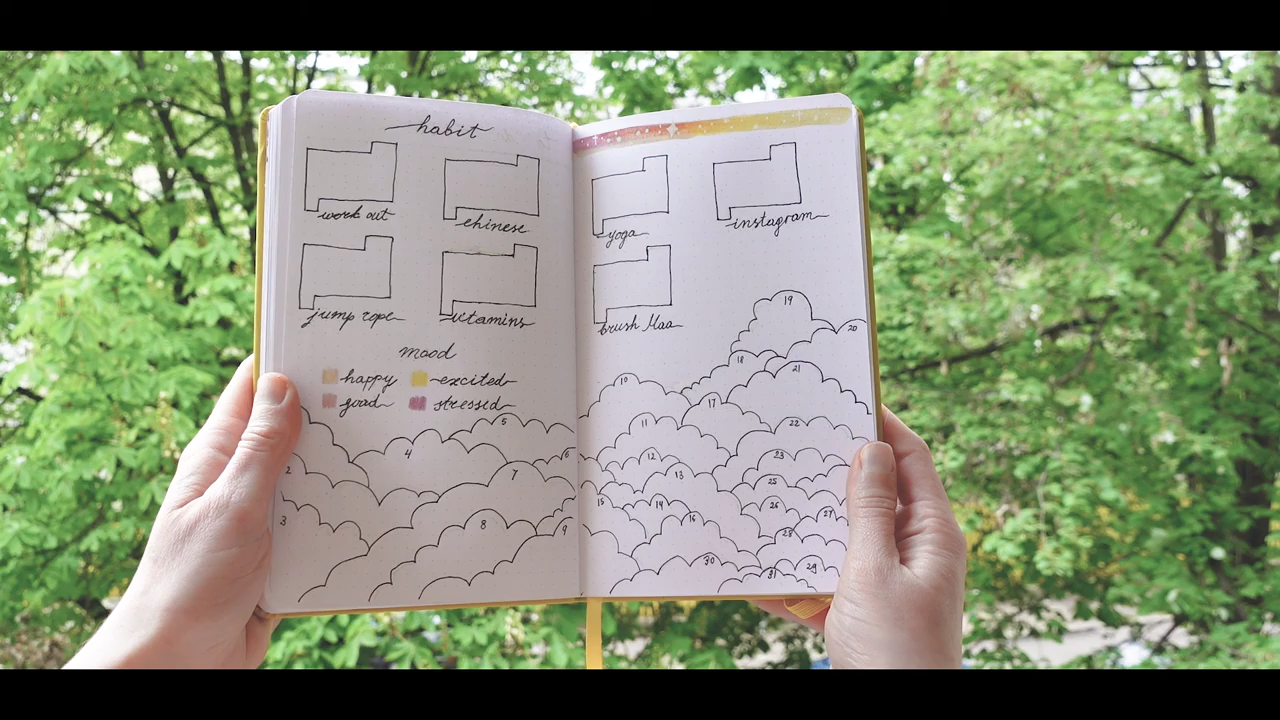 habit
work out
chinese
jump rope
vitamins
mood
happy
excited
good
stressed
2
3
4
5
6
7
8
9
yoga
instagram
brush Maa
10
11
12
13
14
15
16
17
18
19
20
21
22
23
25
26
27
28
29
30
31